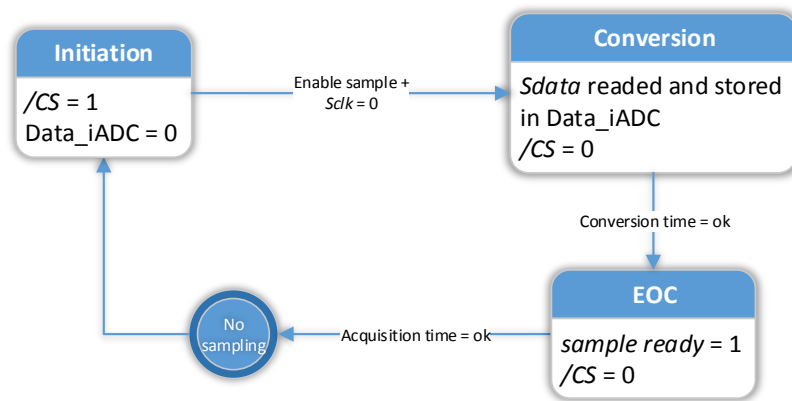 Initiation
/CS = 1
Data_iADC = 0
Enable sample +
Sclk = 0
Conversion
Sdata readed and stored
in Data_iADC
/CS = 0
Conversion time = ok
EOC
sample ready = 1
/CS = 0
Acquisition time = ok
No
sampling